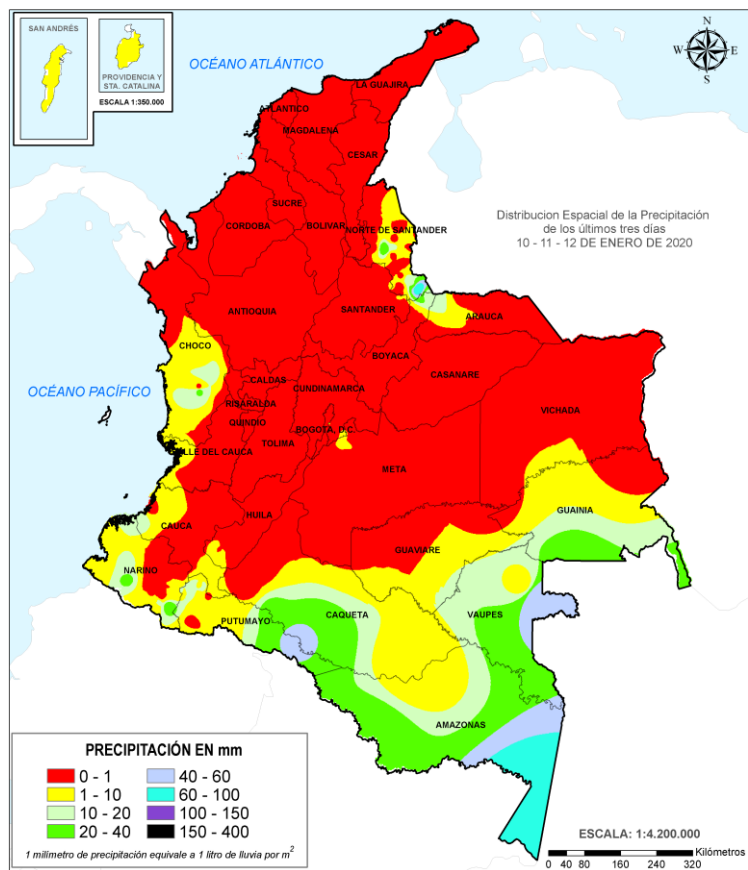 SAN ANDRÈS
PROVIDENCIA Y
STA. CATALINA
ESCALA 1:350.000
OCÉANO ATLÁNTICO
N
W E
S
LA GUAJIRA
ATLANTICO
MAGDALENA
CESAR
SUCRE
CORDOBA
BOLIVAR
NORTE DE SANTANDER
Distribucion Espacial de la Precipitación
de los últimos tres días
10 - 11 - 12 DE ENERO DE 2020
ANTIOQUIA
SANTANDER
ARAUCA
CHOCO
BOYACA
OCÉANO PACÍFICO
CALDAS
CUNDINAMARCA
CASANARE
RISARALDA
QUINDIO
BOGOTA, D.C.
VICHADA
TOLIMA
VALLE DEL CAUCA
META
HUILA
CAUCA
GUAINIA
GUAVIARE
NARINO
PUTUMAYO
CAQUETA
VAUPES
AMAZONAS
PRECIPITACIÓN EN mm
0 - 1
1 - 10
10 - 20
20 - 40
40 - 60
60 - 100
100 - 150
150 - 400
1 milímetro de precipitación equivale a 1 litro de lluvia por m²
ESCALA: 1:4.200.000
Kilómetros
0 40 80 160 240 320